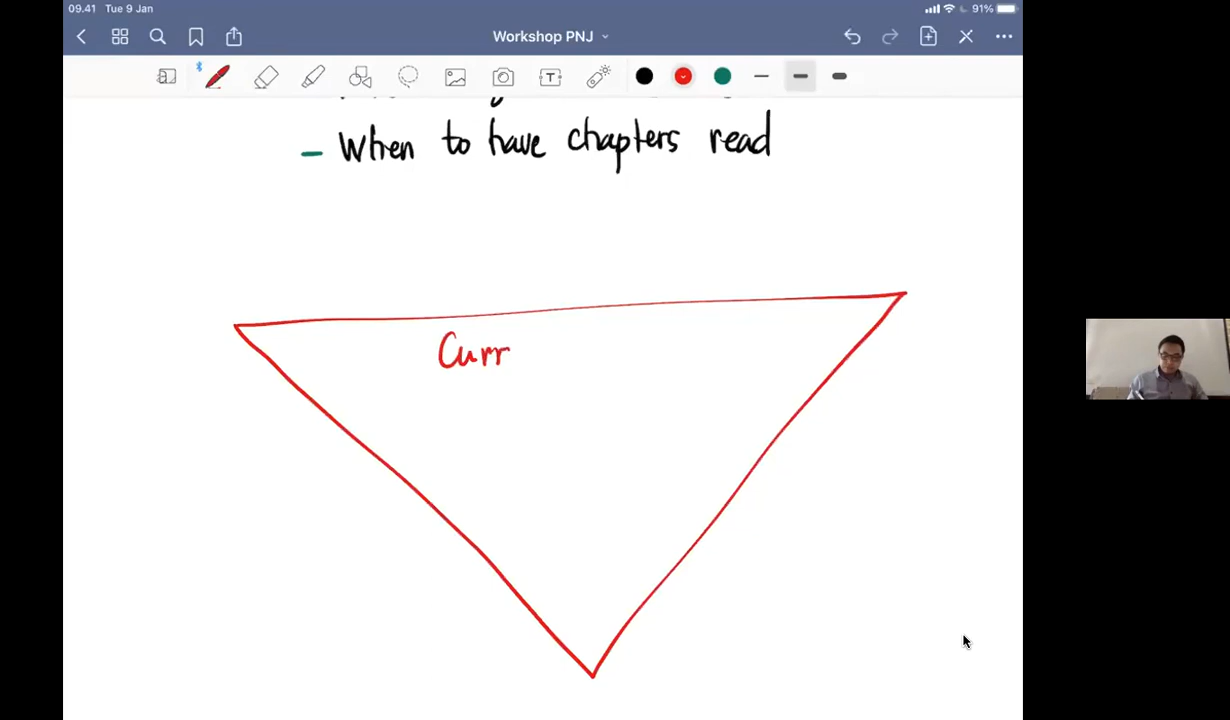 09.41 Tue 9 Jan
91%
Workshop PNJ
T
- When to have chapters read
Curr